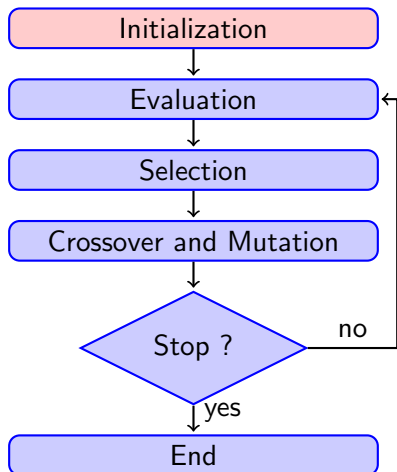 Initialization
Evaluation
Selection
Crossover and Mutation
Stop ?
no
yes
End